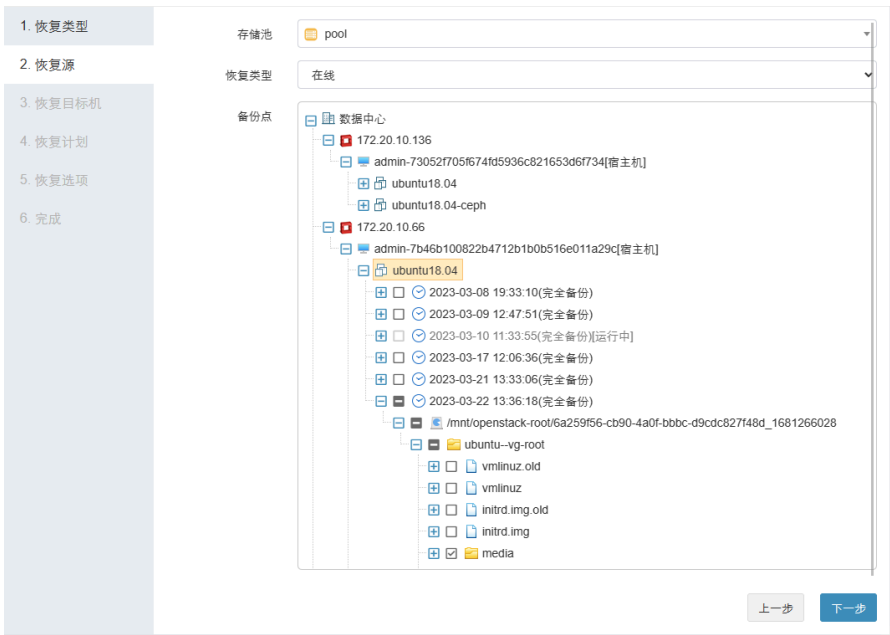 1. 恢复类型
2. 恢复源
3. 恢复目标机
4. 恢复计划
5. 恢复选项
6. 完成
存储池 pool
恢复类型 在线
备份点
数据中心
172.20.10.136
admin-73052f705f674fd5936c821653d6f734[宿主机]
ubuntu18.04
ubuntu18.04-ceph
172.20.10.66
admin-7b46b100822b4712b1b0b516e011a29c[宿主机]
ubuntu18.04
2023-03-08 19:33:10(完全备份)
2023-03-09 12:47:51(完全备份)
2023-03-10 11:33:55(完全备份)[运行中]
2023-03-17 12:06:36(完全备份)
2023-03-21 13:33:06(完全备份)
2023-03-22 13:36:18(完全备份)
/mnt/openstack-root/6a259f56-cb90-4a0f-bbbc-d9cdc827f48d_1681266028
ubuntu--vg-root
vmlinuz.old
vmlinuz
initrd.img.old
initrd.img
media
上一步 下一步